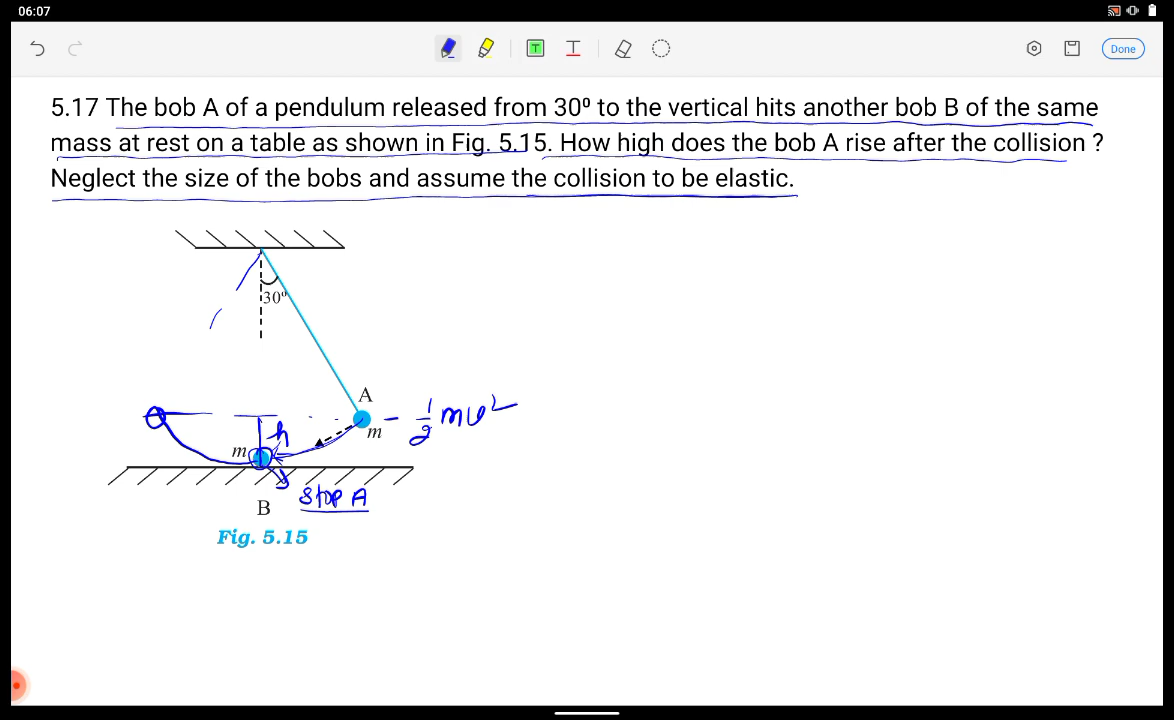 06:07
Done
5.17 The bob A of a pendulum released from 30º to the vertical hits another bob B of the same
mass at rest on a table as shown in Fig. 5.15. How high does the bob A rise after the collision ?
Neglect the size of the bobs and assume the collision to be elastic.
30º
A
m
- 1/2 mv²
h
m
B
Stop A
Fig. 5.15